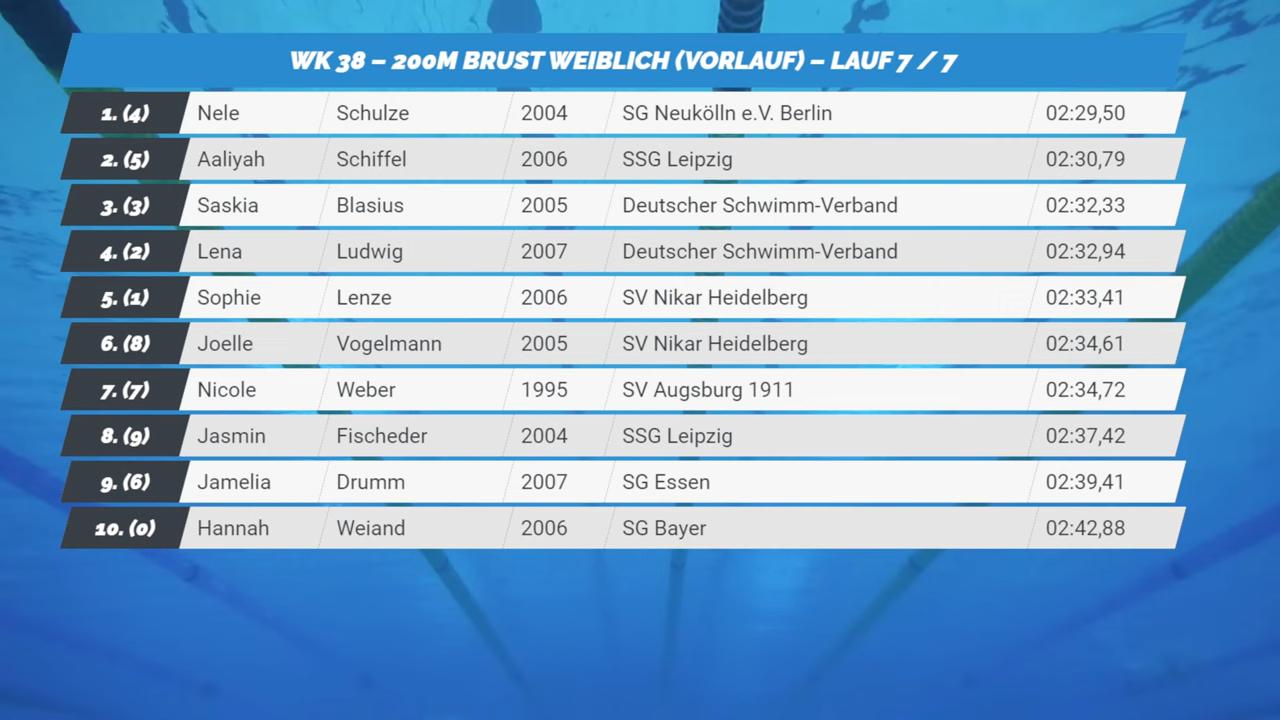 WK 38 – 200M BRUST WEIBLICH (VORLAUF) – LAUF 7 / 7
1. (4) Nele Schulze 2004 SG Neukölln e.V. Berlin 02:29,50
2. (5) Aaliyah Schiffel 2006 SSG Leipzig 02:30,79
3. (3) Saskia Blasius 2005 Deutscher Schwimm-Verband 02:32,33
4. (2) Lena Ludwig 2007 Deutscher Schwimm-Verband 02:32,94
5. (1) Sophie Lenze 2006 SV Nikar Heidelberg 02:33,41
6. (8) Joelle Vogelmann 2005 SV Nikar Heidelberg 02:34,61
7. (7) Nicole Weber 1995 SV Augsburg 1911 02:34,72
8. (9) Jasmin Fischeder 2004 SSG Leipzig 02:37,42
9. (6) Jamelia Drumm 2007 SG Essen 02:39,41
10. (0) Hannah Weiand 2006 SG Bayer 02:42,88